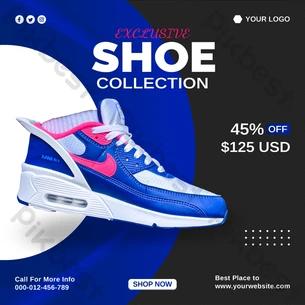 YOUR LOGO
EXCLUSIVE
SHOE
COLLECTION
45% OFF
$125 USD
Call For More Info
000-012-456-789
SHOP NOW
Best Place to
www.yourwebsite.com
pikbest